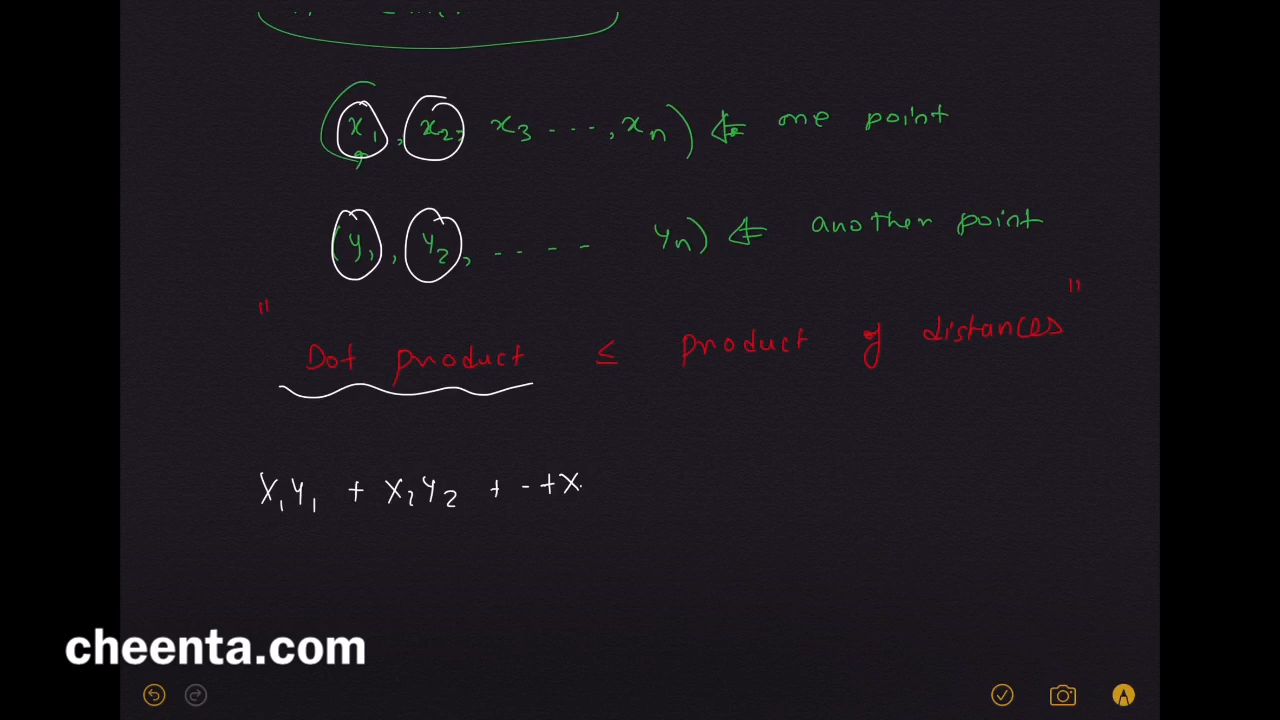 (x₁, x₂, x₃ ----, xₙ) ⇐ one point
(y₁, y₂, ---- yₙ) ⇐ another point
" Dot product ≤ product of distances "
x₁y₁ + x₂y₂ + - + x
cheenta.com